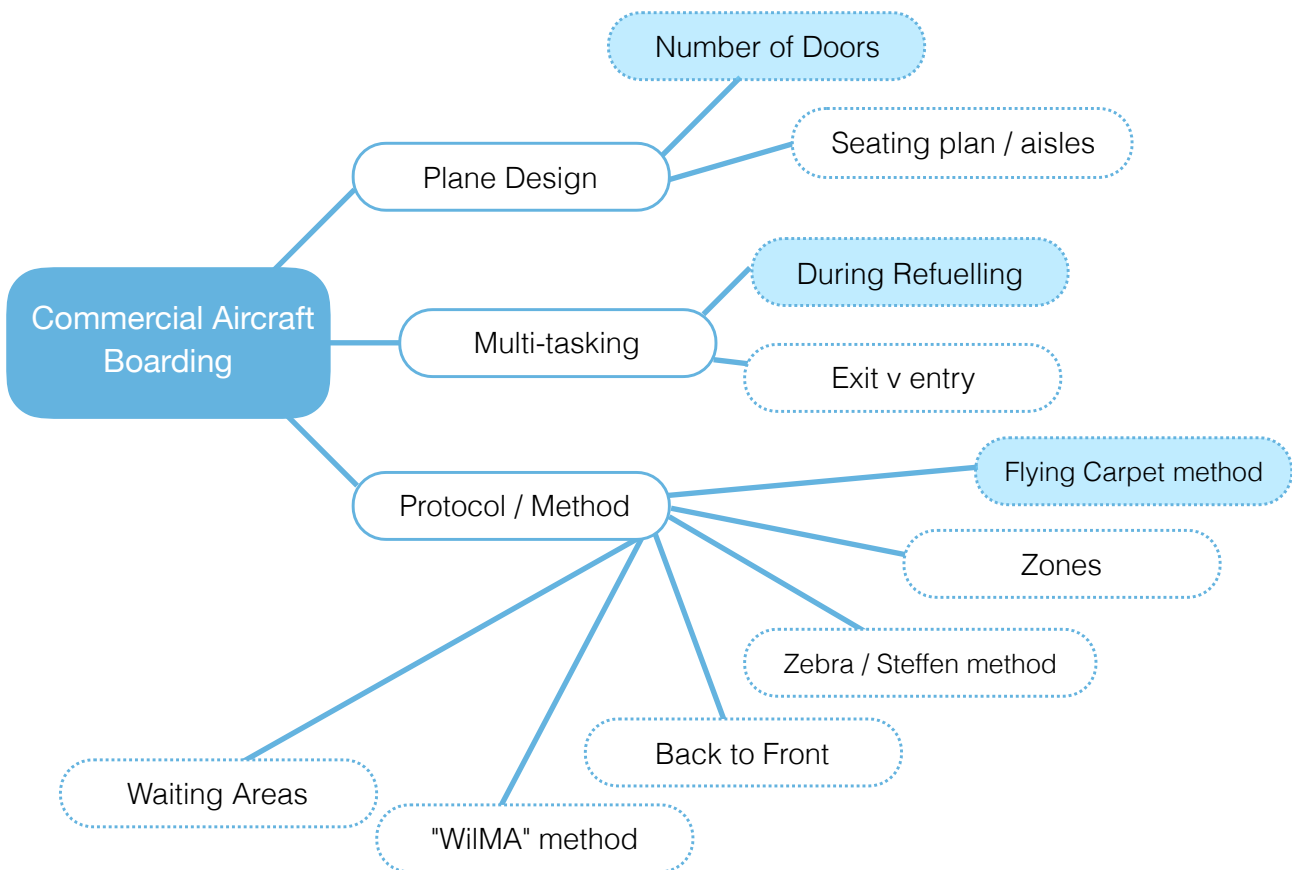 Number of Doors
Seating plan / aisles
Plane Design
During Refuelling
Commercial Aircraft
Boarding
Multi-tasking
Exit v entry
Flying Carpet method
Protocol / Method
Zones
Zebra / Steffen method
Back to Front
Waiting Areas
"WilMA" method